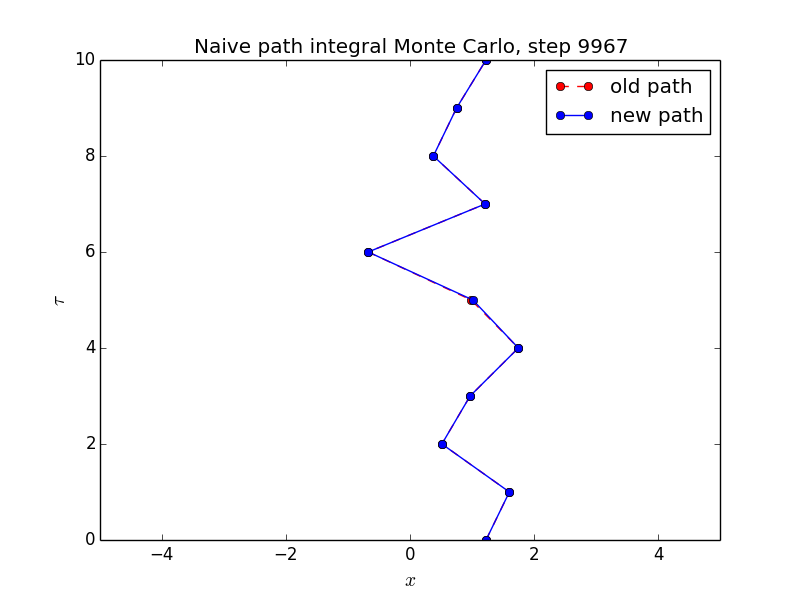 Naive path integral Monte Carlo, step 9967
10
8
6
4
2
0
τ
−4
−2
0
2
4
x
old path
new path